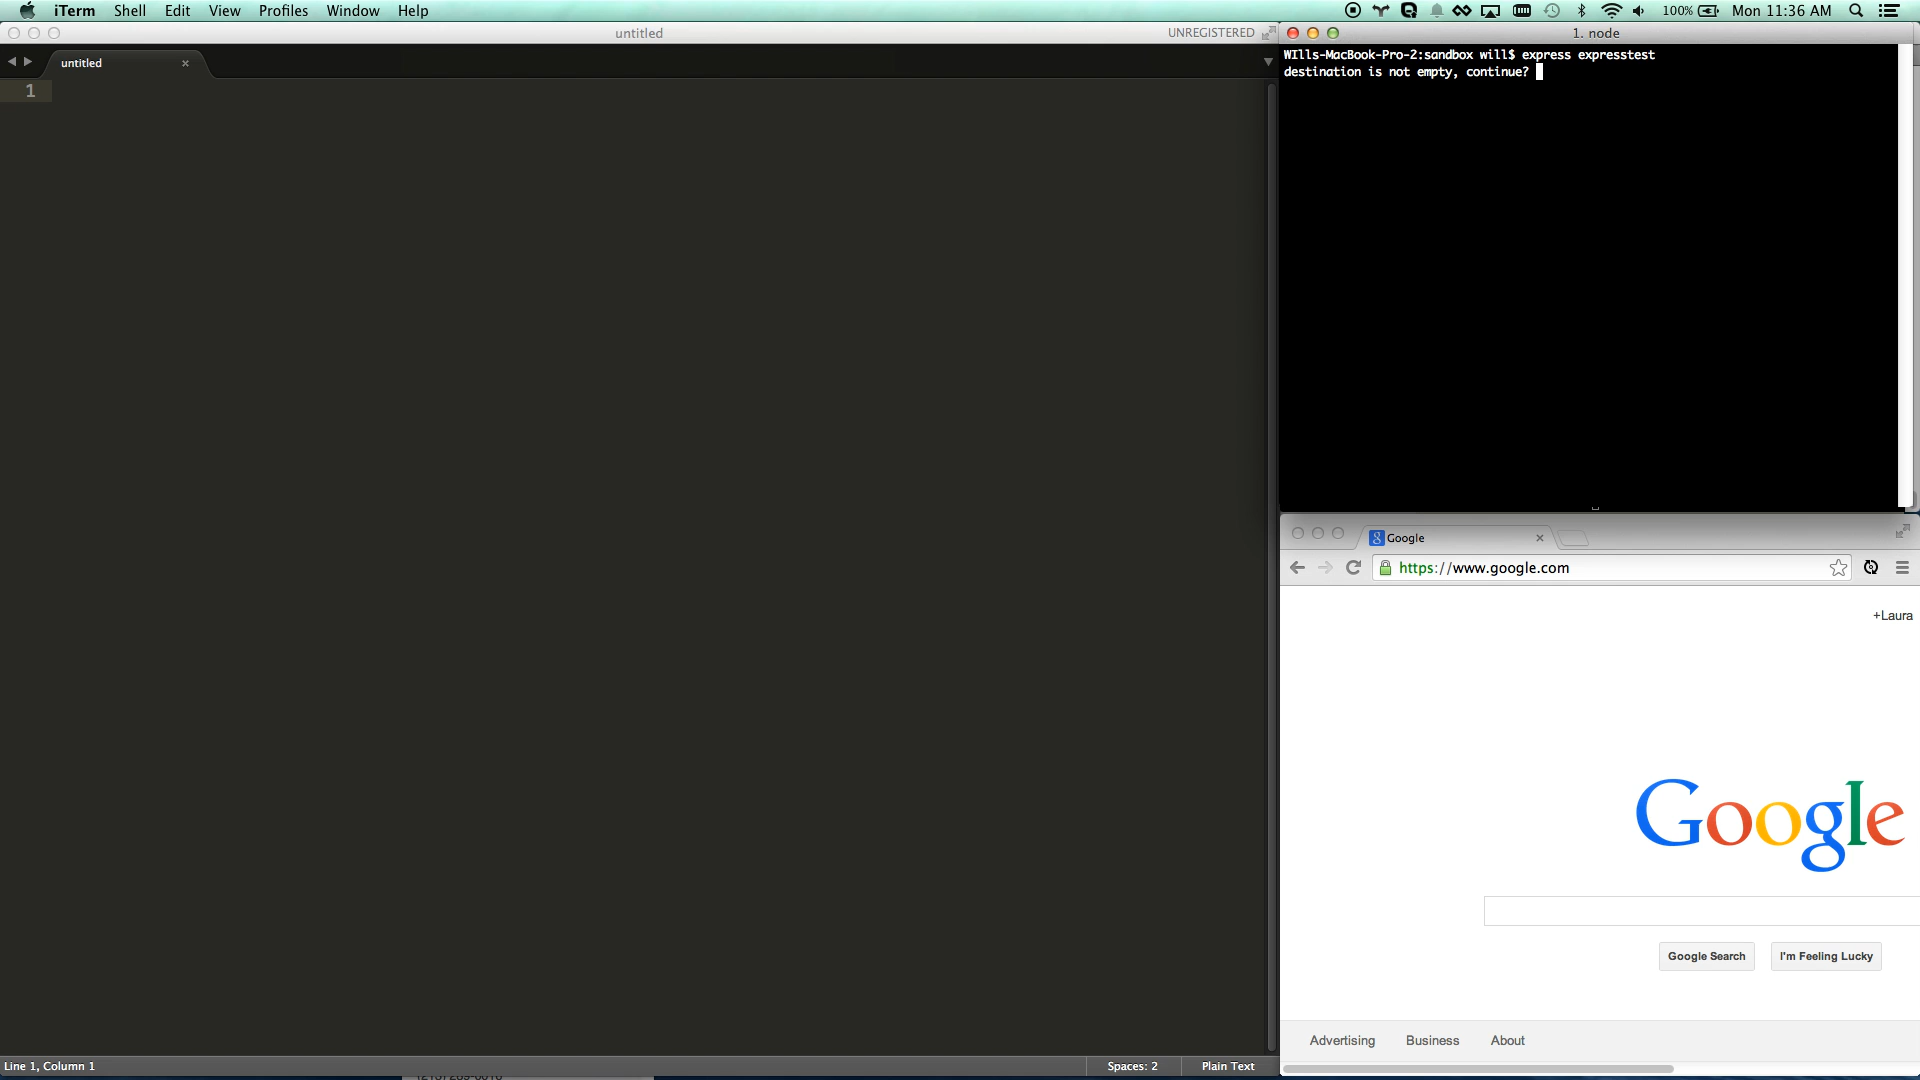 iTerm Shell Edit View Profiles Window Help
100% Mon 11:36 AM
untitled
UNREGISTERED
untitled
1
Line 1, Column 1
Spaces: 2
Plain Text
1. node
WIlls-MacBook-Pro-2:sandbox will$ express expresstest
destination is not empty, continue?
Google
https://www.google.com
+Laura
Google
Google Search
I'm Feeling Lucky
Advertising Business About